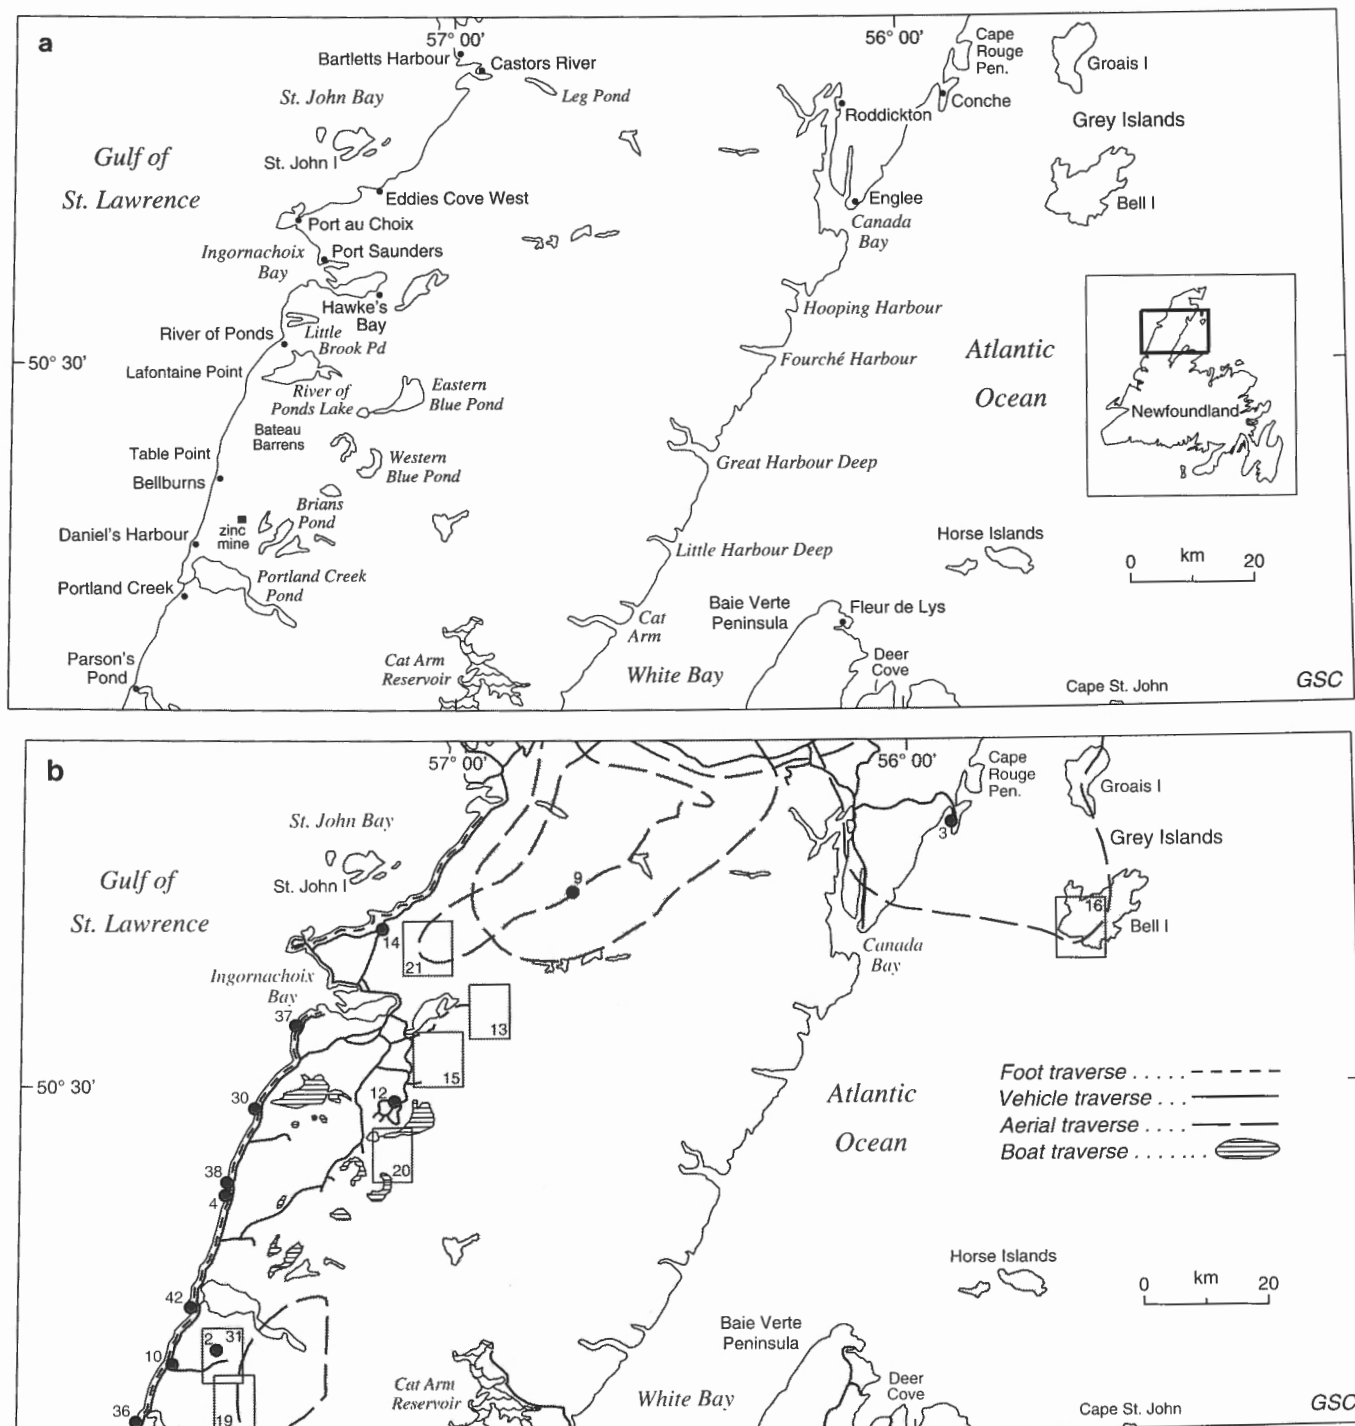 a
57° 00'
56° 00'
Bartletts Harbour
Castors River
Cape
Rouge
Pen.
Groais I
St. John Bay
Leg Pond
Roddickton
Conche
Grey Islands
Gulf of
St. Lawrence
St. John I
Eddies Cove West
Englee
Bell I
Port au Choix
Canada
Bay
Ingornachoix
Bay
Port Saunders
Hawke's
Bay
Hooping Harbour
River of Ponds
Little
Brook Pd
50° 30'
Fourché Harbour
Atlantic
Ocean
Lafontaine Point
River of
Ponds Lake
Eastern
Blue Pond
Newfoundland
Bateau
Barrens
Table Point
Bellburns
Western
Blue Pond
Great Harbour Deep
Brians
Pond
zinc
mine
Daniel's Harbour
Little Harbour Deep
Horse Islands
0 km 20
Portland Creek
Portland Creek
Pond
Baie Verte
Peninsula
Fleur de Lys
Cat
Arm
Parson's
Pond
Cat Arm
Reservoir
White Bay
Deer
Cove
Cape St. John
GSC
b
57° 00'
56° 00'
Cape
Rouge
Pen.
Groais I
St. John Bay
3
Grey Islands
Gulf of
St. Lawrence
St. John I
9
16
Bell I
14
21
Canada
Bay
Ingornachoix
Bay
37
13
15
50° 30'
30
12
Atlantic
Ocean
Foot traverse . . . . .
Vehicle traverse . . .
Aerial traverse . . . .
Boat traverse . . . . . . .
20
38
4
Horse Islands
0 km 20
42
2
31
10
Baie Verte
Peninsula
Cat Arm
Reservoir
White Bay
Deer
Cove
36
19
Cape St. John
GSC